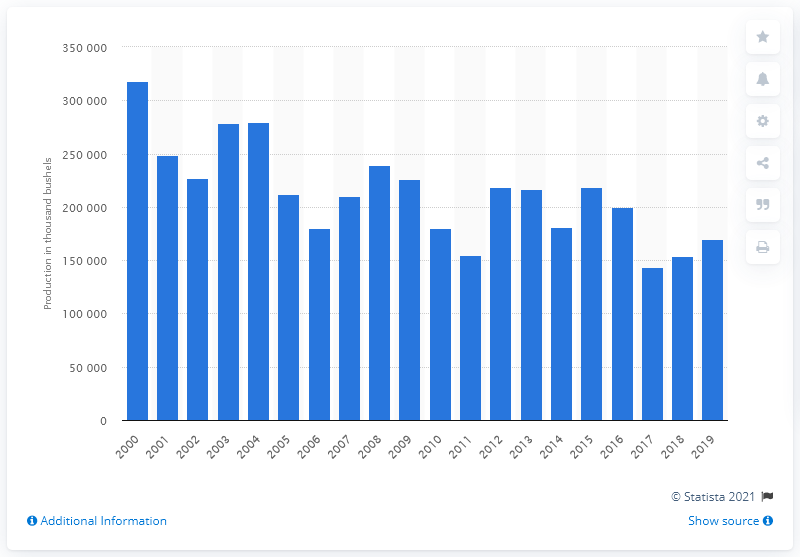 350 000
300 000
250 000
200 000
150 000
100 000
50 000
0
Production in thousand bushels
2000 2001 2002 2003 2004 2005 2006 2007 2008 2009 2010 2011 2012 2013 2014 2015 2016 2017 2018 2019
© Statista 2021
Additional Information
Show source